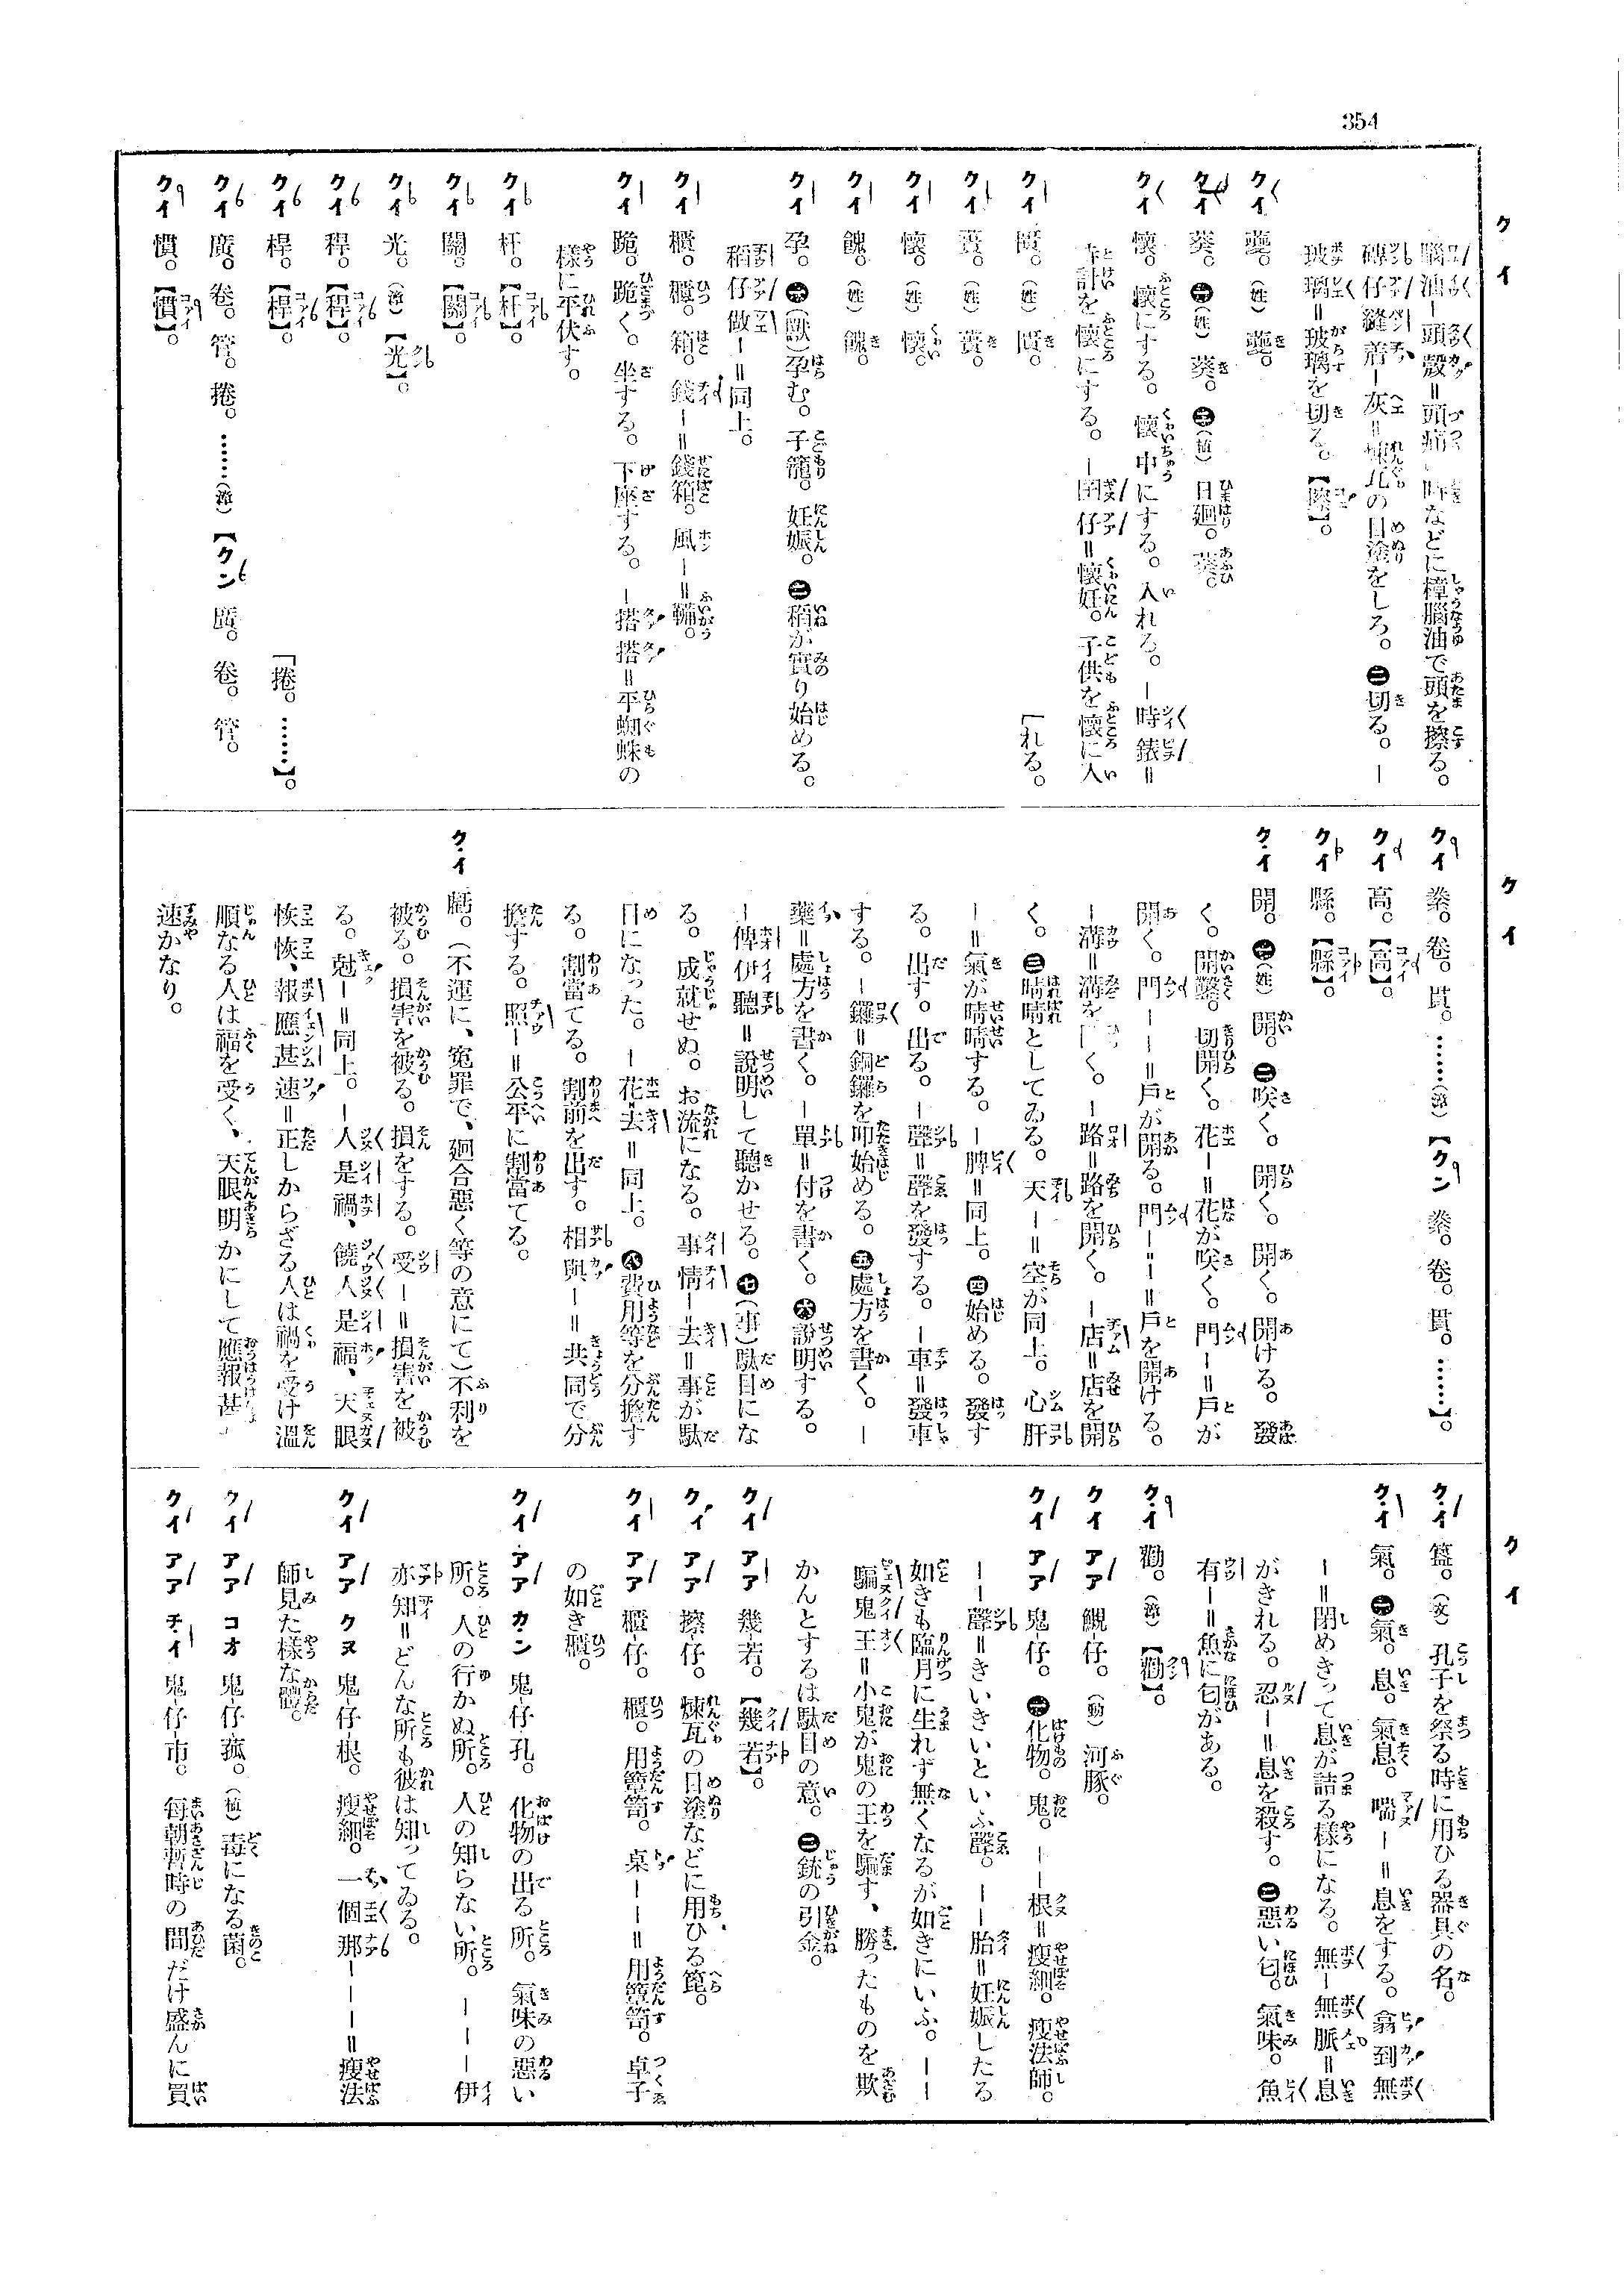 354
クイ
腦油－頭殼＝頭痛ノ時などに樟腦油で頭を擦る。
磚仔縫着－灰＝煉瓦の目塗をしろ。㊁切る。－
玻璃＝玻璃を切る。【擦】。
クイ 夔。(姓) 夔。
クイ 葵。㊀(姓) 葵。㊁(植) 日廻。葵。
クイ 懷。懷にする。懷中にする。入れる。－時錶＝
時計を懷にする。－囝仔＝懷妊。子供を懷に入
「れる。
クイ 匱。(姓) 匱。
クイ 蕢。(姓) 蕢。
クイ 懷。(姓) 懷。
クイ 餽。(姓) 餽。
クイ 孕。㊀(獸)孕む。子籠。妊娠。㊁稻が實り始める。
稻仔做－＝同上。
クイ 櫃。櫃。箱。錢－＝錢箱。風－＝鞴。
クイ 跪。跪く。坐する。下座する。－搭搭＝平蜘蛛の
樣に平伏す。
クイ 杆。【杆】。
クイ 關。【關】。
クイ 光。(漳)【光】。
クイ 稈。【稈】。
クイ 桿。【桿】。
「捲。……】。
クイ 廣。卷。管。捲。……(漳)【クン 廣。卷。管。
クイ 慣。【慣】。
クイ
クイ 桊。卷。貫。……(漳)【クン 桊。卷。貫。……】。
クイ 高。【高】。
クイ 縣。【縣】。
クイ 開。㊀(姓) 開。㊁咲く。開く。開く。開ける。發
く。開鑿。切開く。花－＝花が咲く。門－＝戶が
開く。門－－＝戶が開る。門－＝－＝戶を開ける。
－溝＝溝を開く。－路＝路を開く。－店＝店を開
く。㊂晴晴としてゐる。天－＝空が同上。心肝
－＝氣が晴晴する。－脾＝同上。㊃始める。發す
る。出す。出る。－聲＝聲を發する。－車＝發車
する。－鑼＝銅鑼を叩始める。㊄處方を書く。－
藥＝處方を書く。－單＝付を書く。㊅說明する。
－俾伊聽＝說明して聽かせる。㊆(事)駄目にな
る。成就せぬ。お流になる。事情－去＝事が駄
目になった。－花去＝同上。㊇費用等を分擔す
る。割當てる。割前を出す。相與－＝共同で分
擔する。照－＝公平に割當てる。
クイ (不運に、冤罪で、廻合惡く等の意にて)不利を
被る。損害を被る。損をする。受－＝損害を被
る。尅－＝同上。－人是禍、饒人是福、天眼
恢恢、報應甚速＝正しからざる人は禍を受け溫
順なる人は福を受く、天眼明かにして應報甚
速かなり。
クイ
クイ 簋。(文) 孔子を祭る時に用ひる器具の名。
クイ 氣。㊀氣。息。氣息。喘－＝息をする。翕到無
－＝閉めきって息が詰る樣になる。無－無脈＝息
がきれる。忍－＝息を殺す。㊁惡い匂。氣味。魚
有－＝魚に匂がある。
クイ 勸。(漳)【勸】。
クイ アア 鯢-仔。(動) 河豚。
クイ アア 鬼-仔。㊀化物。鬼。－－根＝瘦細。瘦法師。
－－聲＝きいきいといふ聲。－－胎＝妊娠したる
如きも臨月に生れず無くなるが如きにいふ。－－
騙鬼王＝小鬼が鬼の王を騙す、勝ったものを欺
かんとするは駄目の意。㊁銃の引金。
クイ アア 幾-若。【幾若】。
クイ アア 擦-仔。煉瓦の目塗などに用ひる篦。
クイ アア 櫃-仔。櫃。用簞笥。桌－－＝用簞笥。卓子
の如き櫃。
クイ アア カン 鬼-仔-孔。化物の出る所。氣味の惡い
所。人の行かぬ所。人の知らない所。－－－伊
亦知＝どんな所も彼は知ってゐる。
クイ アア クヌ 鬼-仔-根。瘦細。一個那－－－＝瘦法
師見た樣な體。
クイ アア コオ 鬼-仔-菰。(植) 毒になる菌。
クイ アア チイ 鬼-仔-市。每朝暫時の間だけ盛んに買